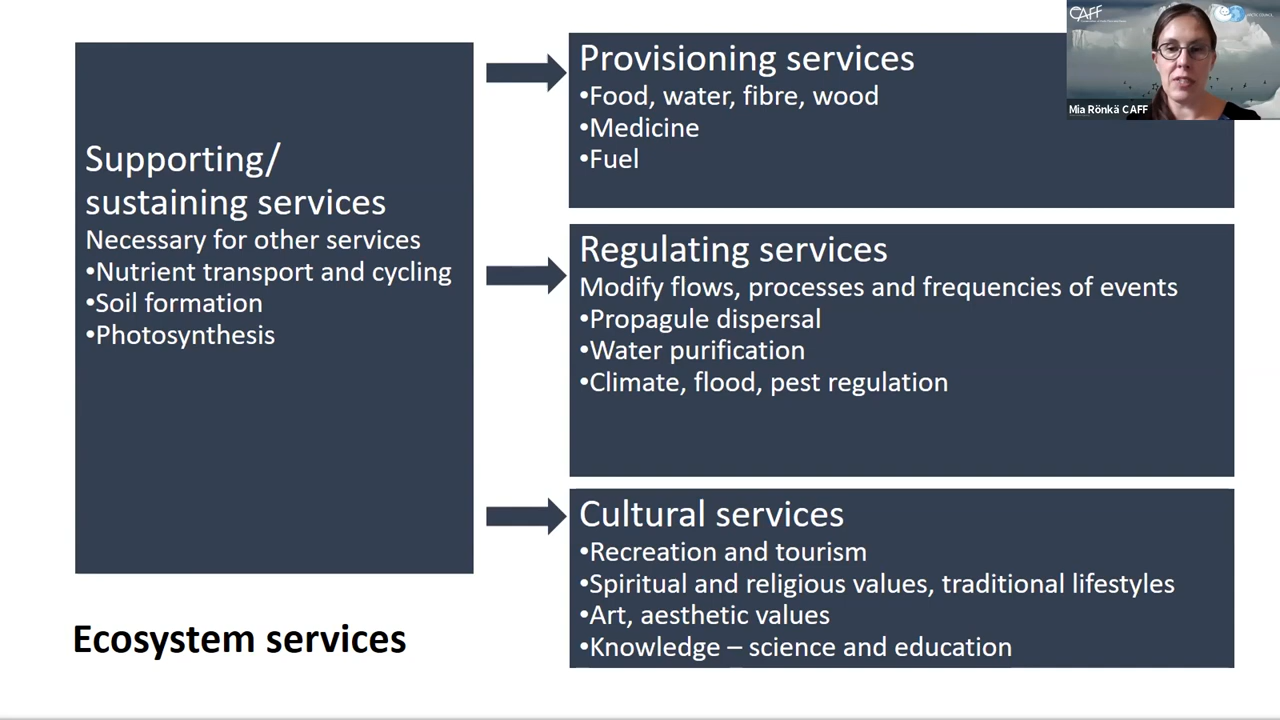 Supporting/
sustaining services
Necessary for other services
•Nutrient transport and cycling
•Soil formation
•Photosynthesis
Provisioning services
•Food, water, fibre, wood
•Medicine
•Fuel
Regulating services
Modify flows, processes and frequencies of events
•Propagule dispersal
•Water purification
•Climate, flood, pest regulation
Cultural services
•Recreation and tourism
•Spiritual and religious values, traditional lifestyles
•Art, aesthetic values
•Knowledge – science and education
Ecosystem services
CAFF
Mia Rönkä CAFF